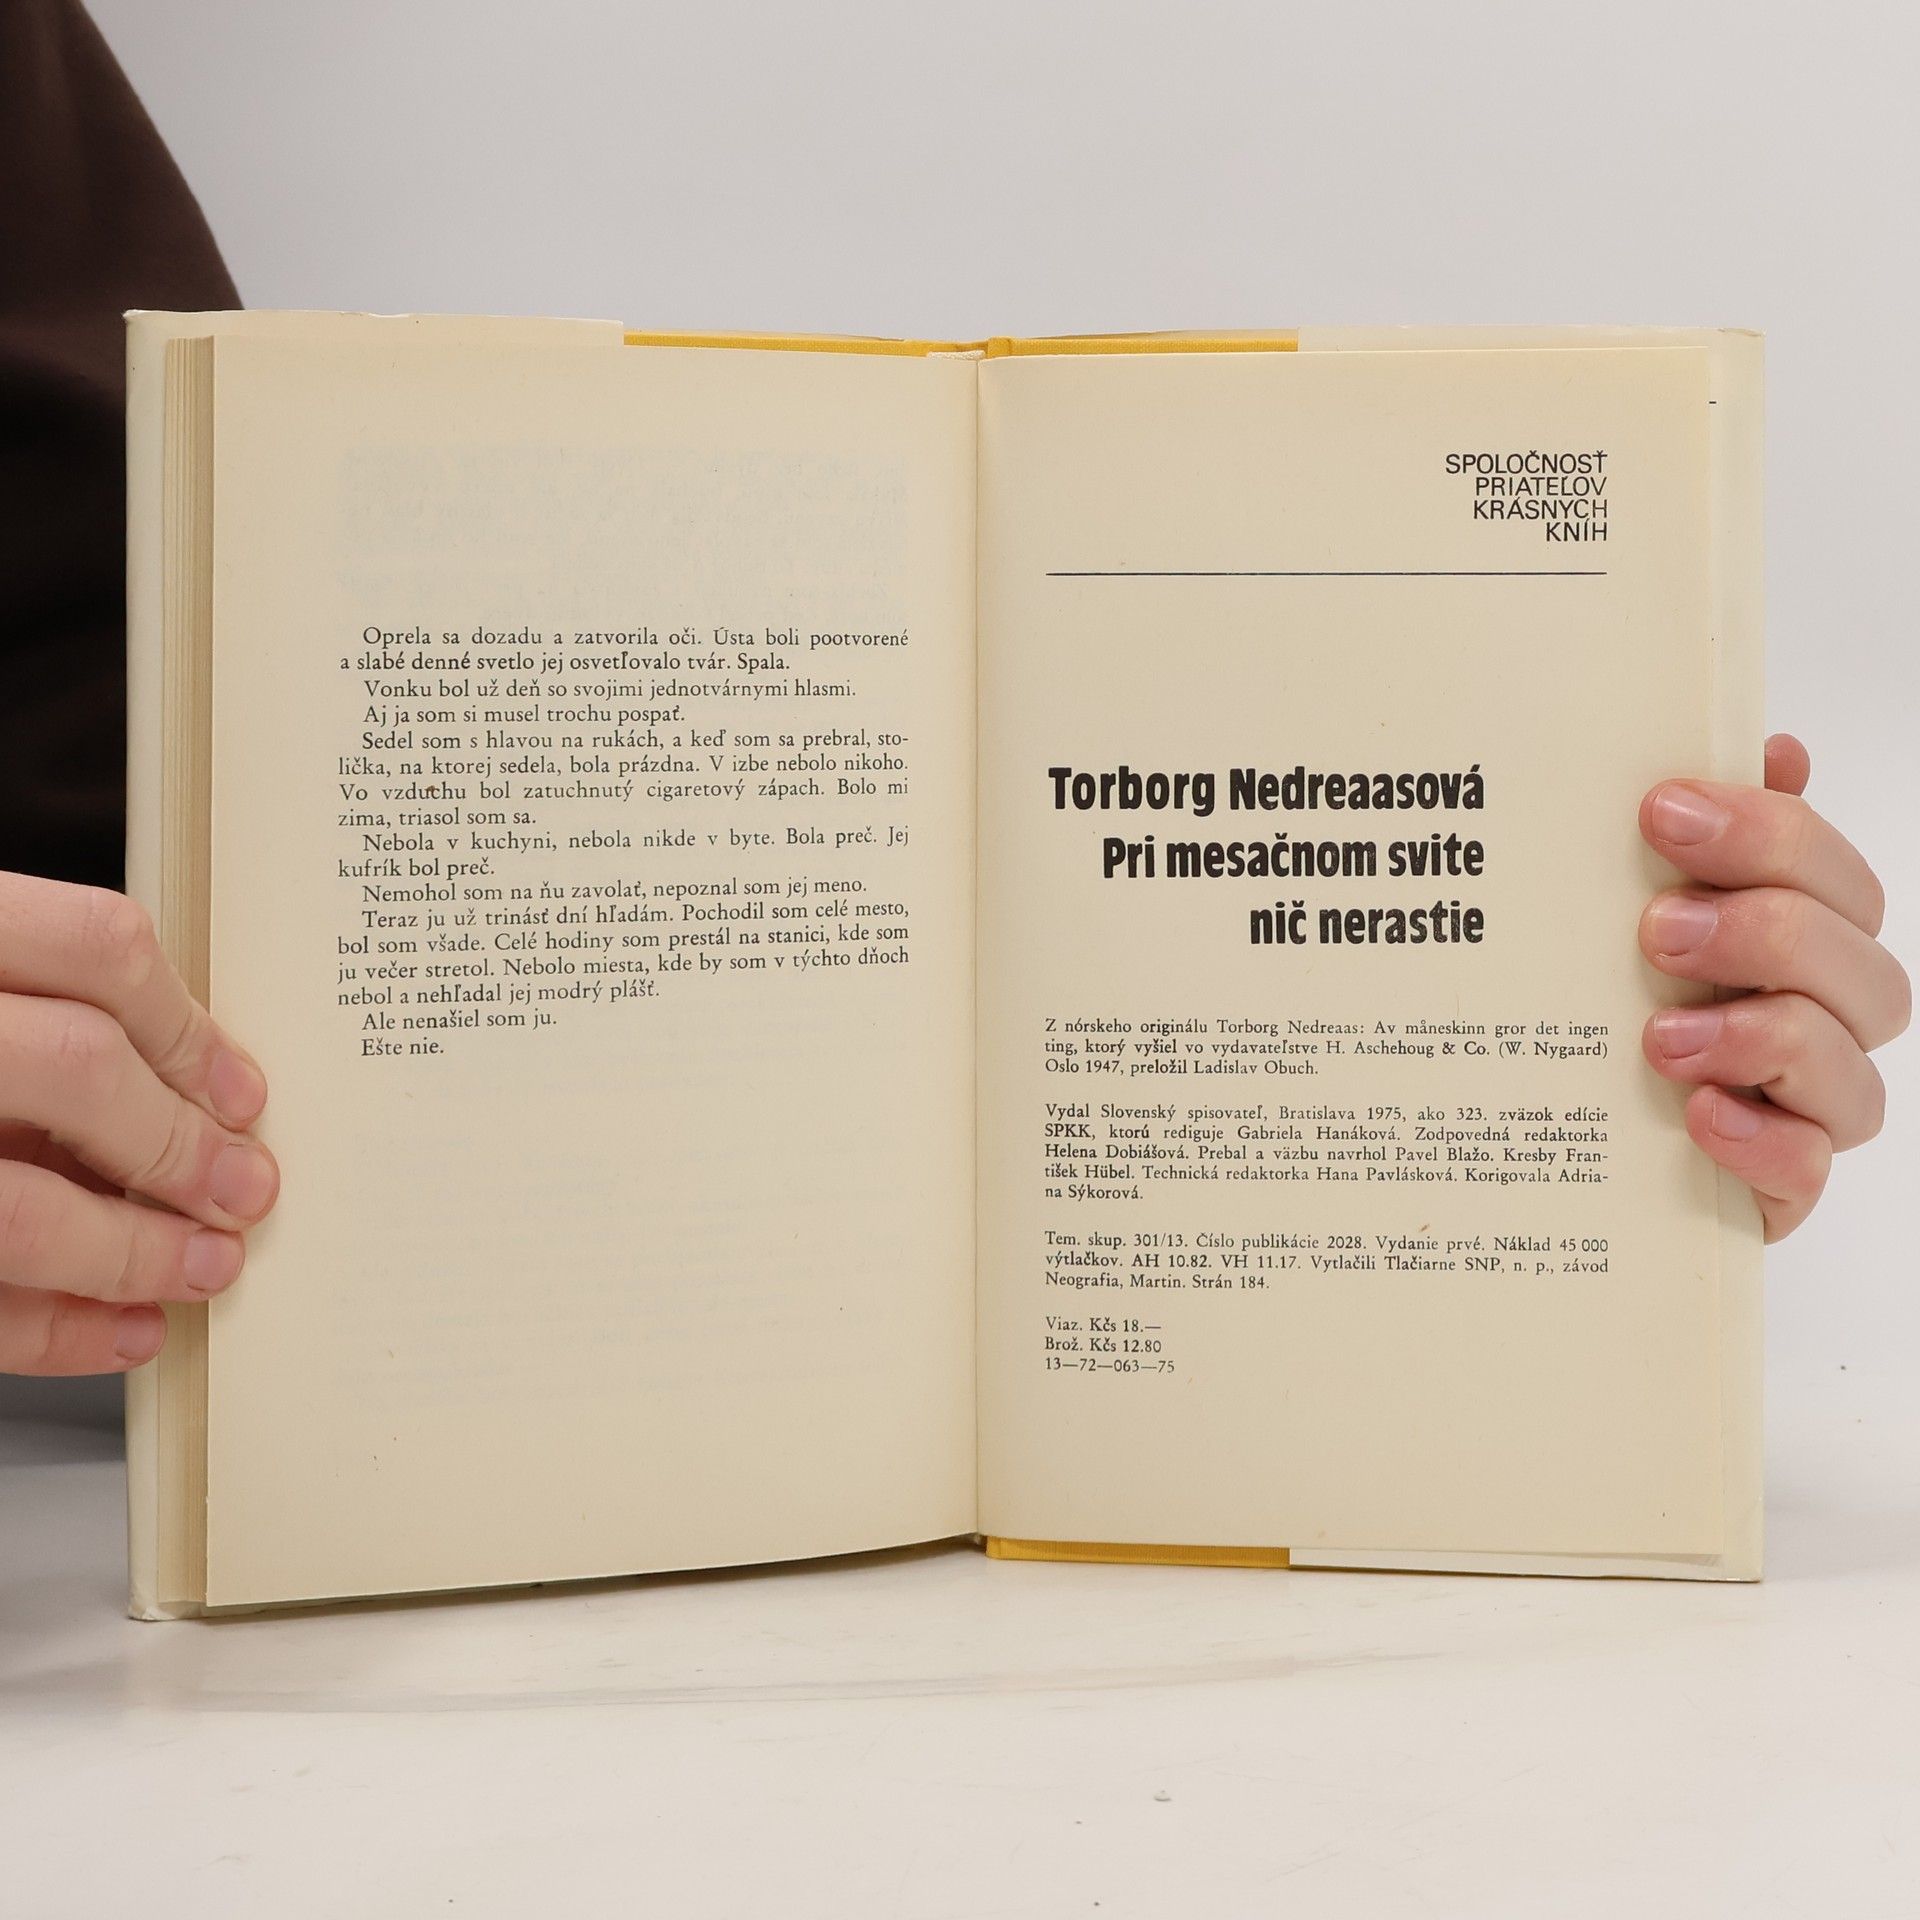 Oprela sa dozadu a zatvorila oči. Ústa boli pootvorené
a slabé denné svetlo jej osvetľovalo tvár. Spala.
Vonku bol už deň so svojimi jednotvárnymi hlasmi.
Aj ja som si musel trochu pospať.
Sedel som s hlavou na rukách, a keď som sa prebral, sto-
lička, na ktorej sedela, bola prázdna. V izbe nebolo nikoho.
Vo vzduchu bol zatuchnutý cigaretový zápach. Bolo mi
zima, triasol som sa.
Nebola v kuchyni, nebola nikde v byte. Bola preč. Jej
kufrík bol preč.
Nemohol som na ňu zavolať, nepoznal som jej meno.
Teraz ju už trinásť dní hľadám. Pochodil som celé mesto,
bol som všade. Celé hodiny som prestál na stanici, kde som
ju večer stretol. Nebolo miesta, kde by som v týchto dňoch
nebol a nehľadal jej modrý plášť.
Ale nenašiel som ju.
Ešte nie.
SPOLOČNOSŤ
PRIATEĽOV
KRÁSNYCH
KNÍH
Torborg Nedreaasová
Pri mesačnom svite
nič nerastie
Z nórskeho originálu Torborg Nedreaas: Av måneskinn gror det ingen
ting, ktorý vyšiel vo vydavateľstve H. Aschehoug & Co. (W. Nygaard)
Oslo 1947, preložil Ladislav Obuch.
Vydal Slovenský spisovateľ, Bratislava 1975, ako 323. zväzok edície
SPKK, ktorú rediguje Gabriela Hanáková. Zodpovedná redaktorka
Helena Dobiášová. Prebal a väzbu navrhol Pavel Blažo. Kresby Fran-
tišek Hübel. Technická redaktorka Hana Pavlásková. Korigovala Adria-
na Sýkorová.
Tem. skup. 301/13. Číslo publikácie 2028. Vydanie prvé. Náklad 45 000
výtlačkov. AH 10.82. VH 11.17. Vytlačili Tlačiarne SNP, n. p., závod
Neografia, Martin. Strán 184.
Viaz. Kčs 18.—
Brož. Kčs 12.80
13—72—063—75